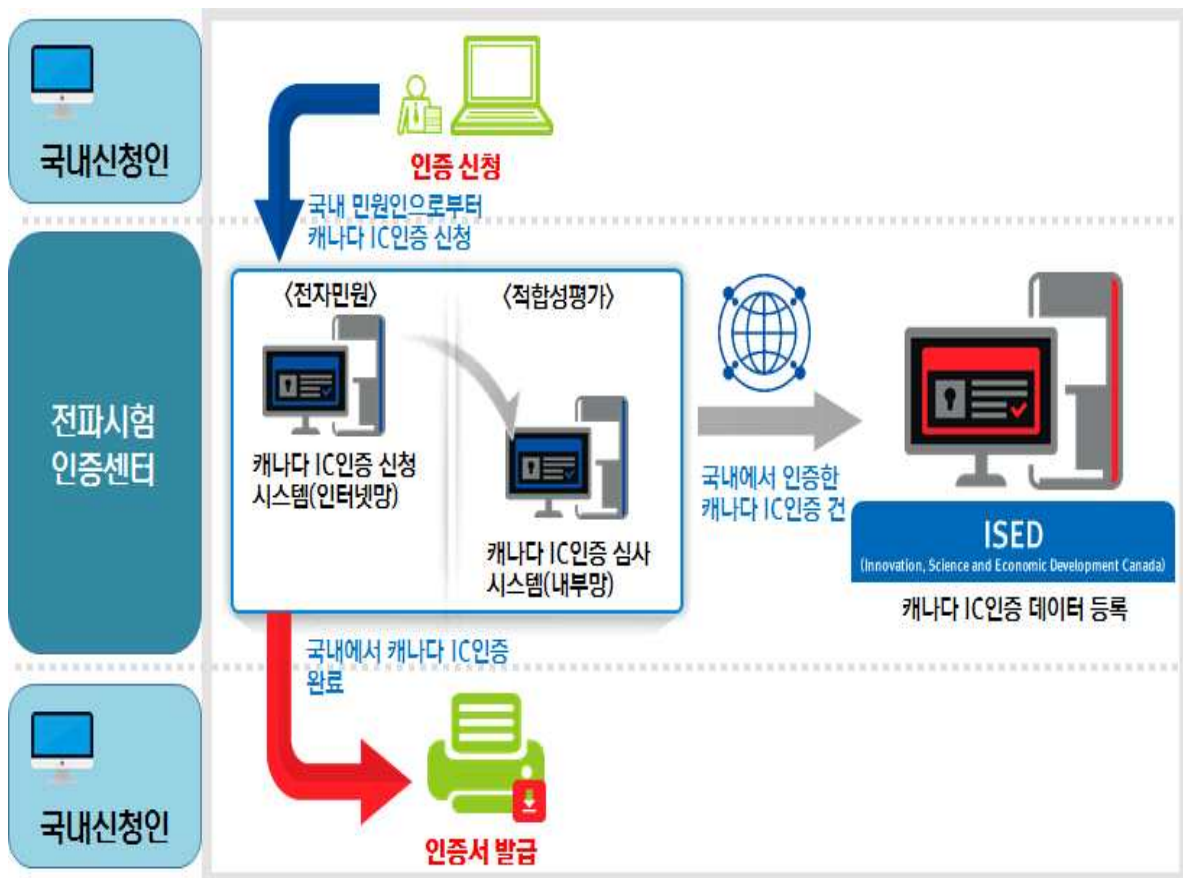 국내신청인
인증 신청
국내 민원인으로부터
캐나다 IC인증 신청
전파시험
인증센터
〈전자민원〉
캐나다 IC인증 신청
시스템(인터넷망)
〈적합성평가〉
캐나다 IC인증 심사
시스템(내부망)
국내에서 인증한
캐나다 IC인증 건
ISED
(Innovation, Science and Economic Development Canada)
캐나다 IC인증 데이터 등록
국내에서 캐나다 IC인증
완료
국내신청인
인증서 발급